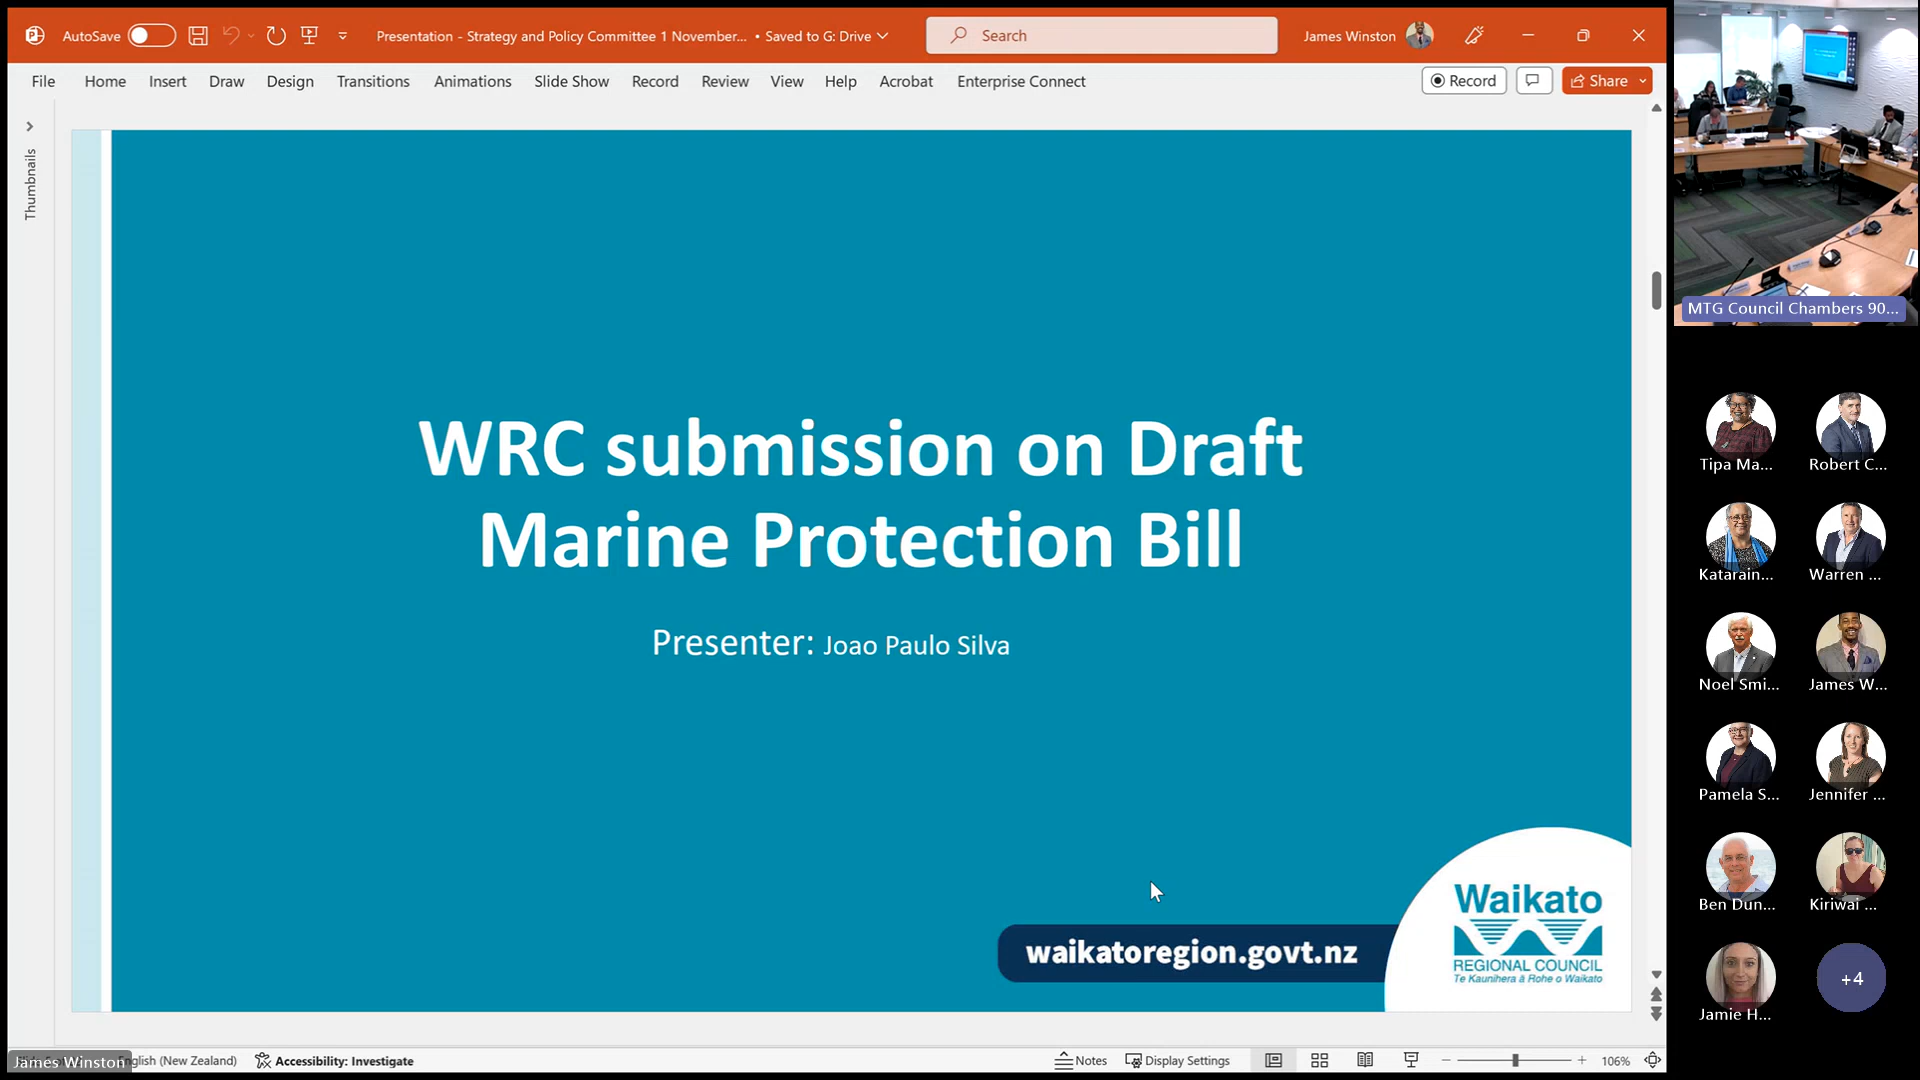 AutoSave
Presentation - Strategy and Policy Committee 1 November... • Saved to G: Drive
Search
James Winston
File Home Insert Draw Design Transitions Animations Slide Show Record Review View Help Acrobat Enterprise Connect
Record
Share
Thumbnails
WRC submission on Draft
Marine Protection Bill
Presenter: Joao Paulo Silva
waikatoregion.govt.nz
Waikato
REGIONAL COUNCIL
Te Kaunihera ā Rohe o Waikato
James Winston
English (New Zealand)
Accessibility: Investigate
Notes
Display Settings
106%
MTG Council Chambers 90...
Tipa Ma...
Robert C...
Katarain...
Warren ...
Noel Smi...
James W...
Pamela S...
Jennifer ...
Ben Dun...
Kiriwai ...
Jamie H...
+4